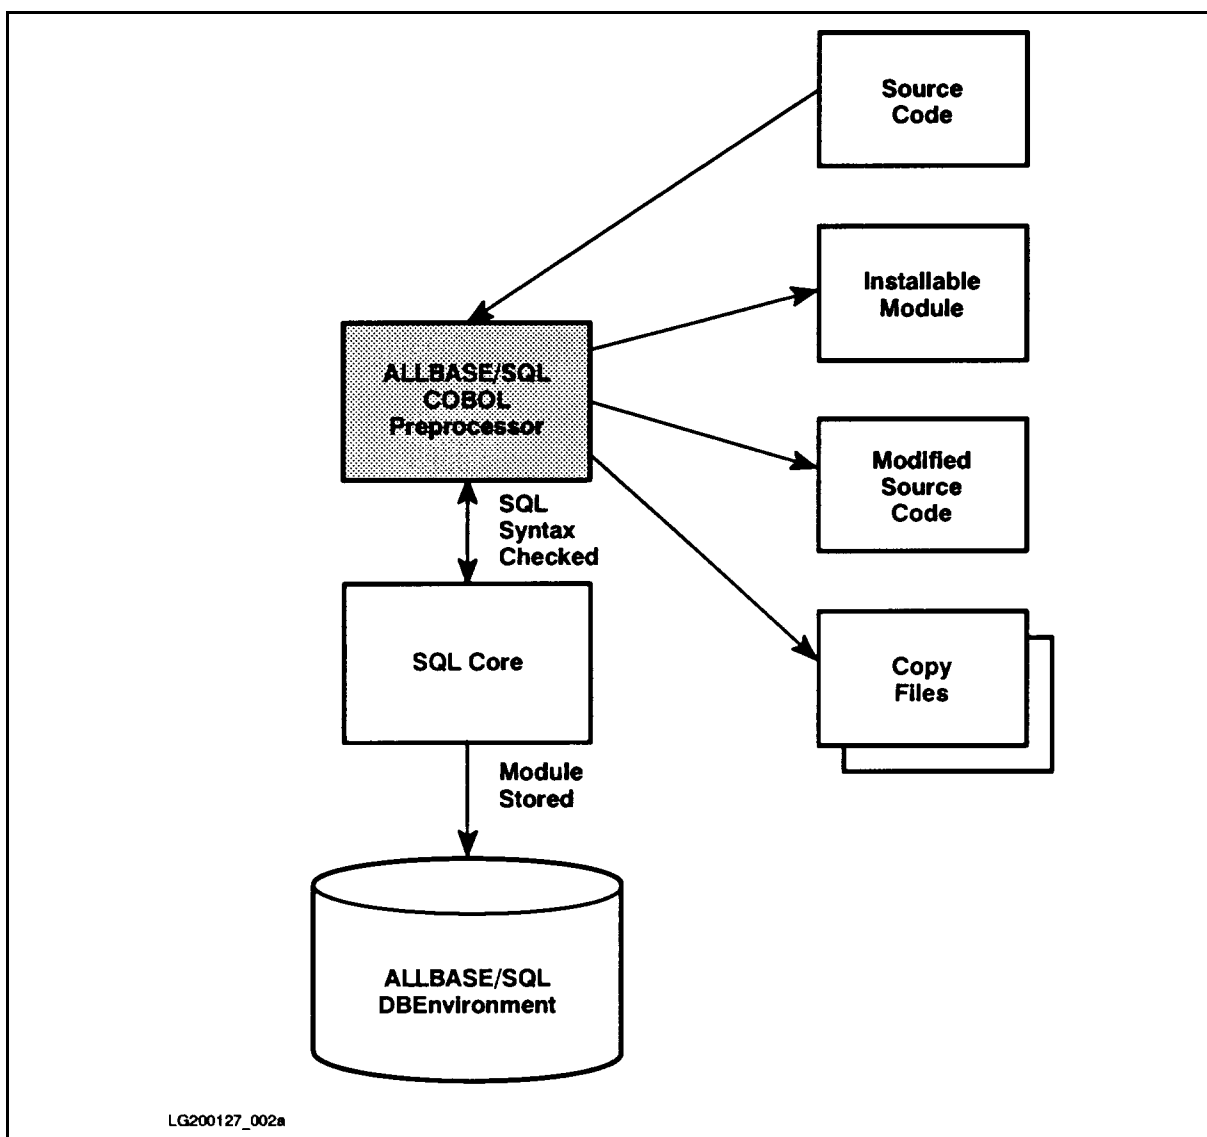 Source
Code
Installable
Module
ALLBASE/SQL
COBOL
Preprocessor
Modified
Source
Code
SQL
Syntax
Checked
SQL Core
Copy
Files
Module
Stored
ALLBASE/SQL
DBEnvironment
LG200127_002a